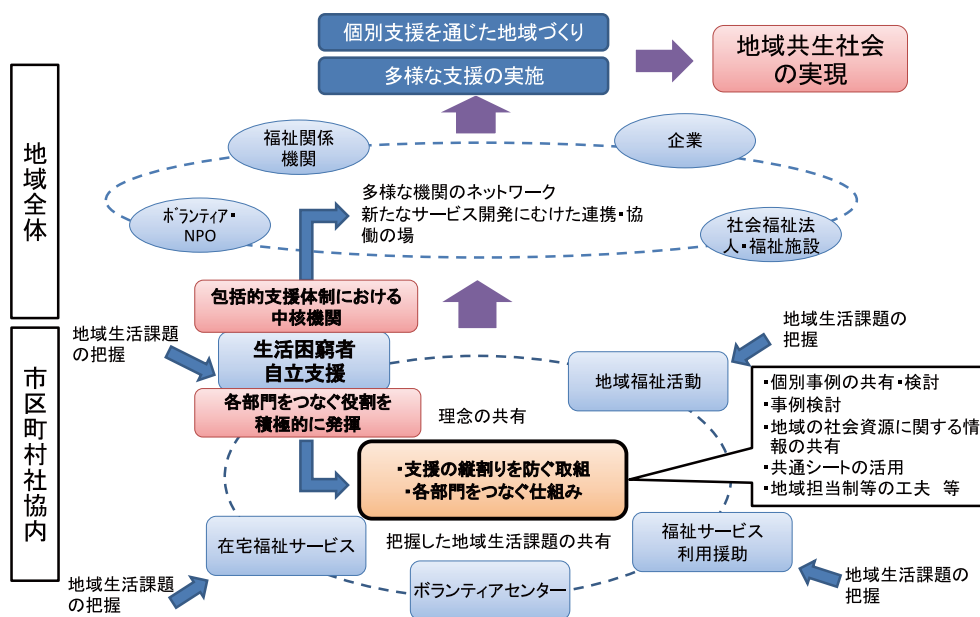 個別支援を通じた地域づくり
多様な支援の実施
地域共生社会
の実現
地域全体
福祉関係
機関
企業
ボランティア・
NPO
多様な機関のネットワーク
新たなサービス開発にむけた連携・協
働の場
社会福祉法
人・福祉施設
包括的支援体制における
中核機関
市区町村社協内
地域生活課題
の把握
生活困窮者
自立支援
各部門をつなぐ役割を
積極的に発揮
理念の共有
地域福祉活動
地域生活課題の
把握
・個別事例の共有・検討
・事例検討
・地域の社会資源に関する情
報の共有
・共通シートの活用
・地域担当制等の工夫 等
・支援の縦割りを防ぐ取組
・各部門をつなぐ仕組み
在宅福祉サービス
把握した地域生活課題の共有
福祉サービス
利用援助
ボランティアセンター
地域生活課題
の把握
地域生活課題の
把握